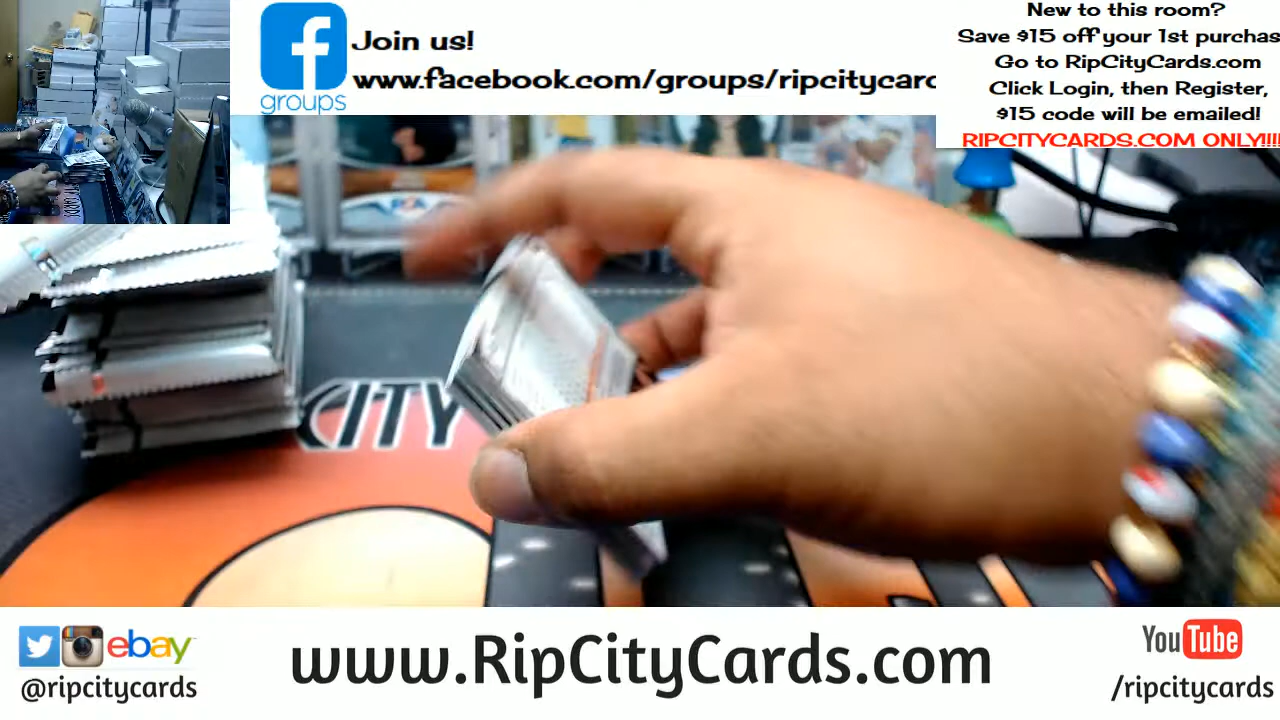 groups
Join us!
www.facebook.com/groups/ripcitycarc
New to this room?
Save $15 off your 1st purchas
Go to RipCityCards.com
Click Login, then Register,
$15 code will be emailed!
RIPCITYCARDS.COM ONLY!!!!
CITY
ebay
@ripcitycards
www.RipCityCards.com
YouTube
/ripcitycards